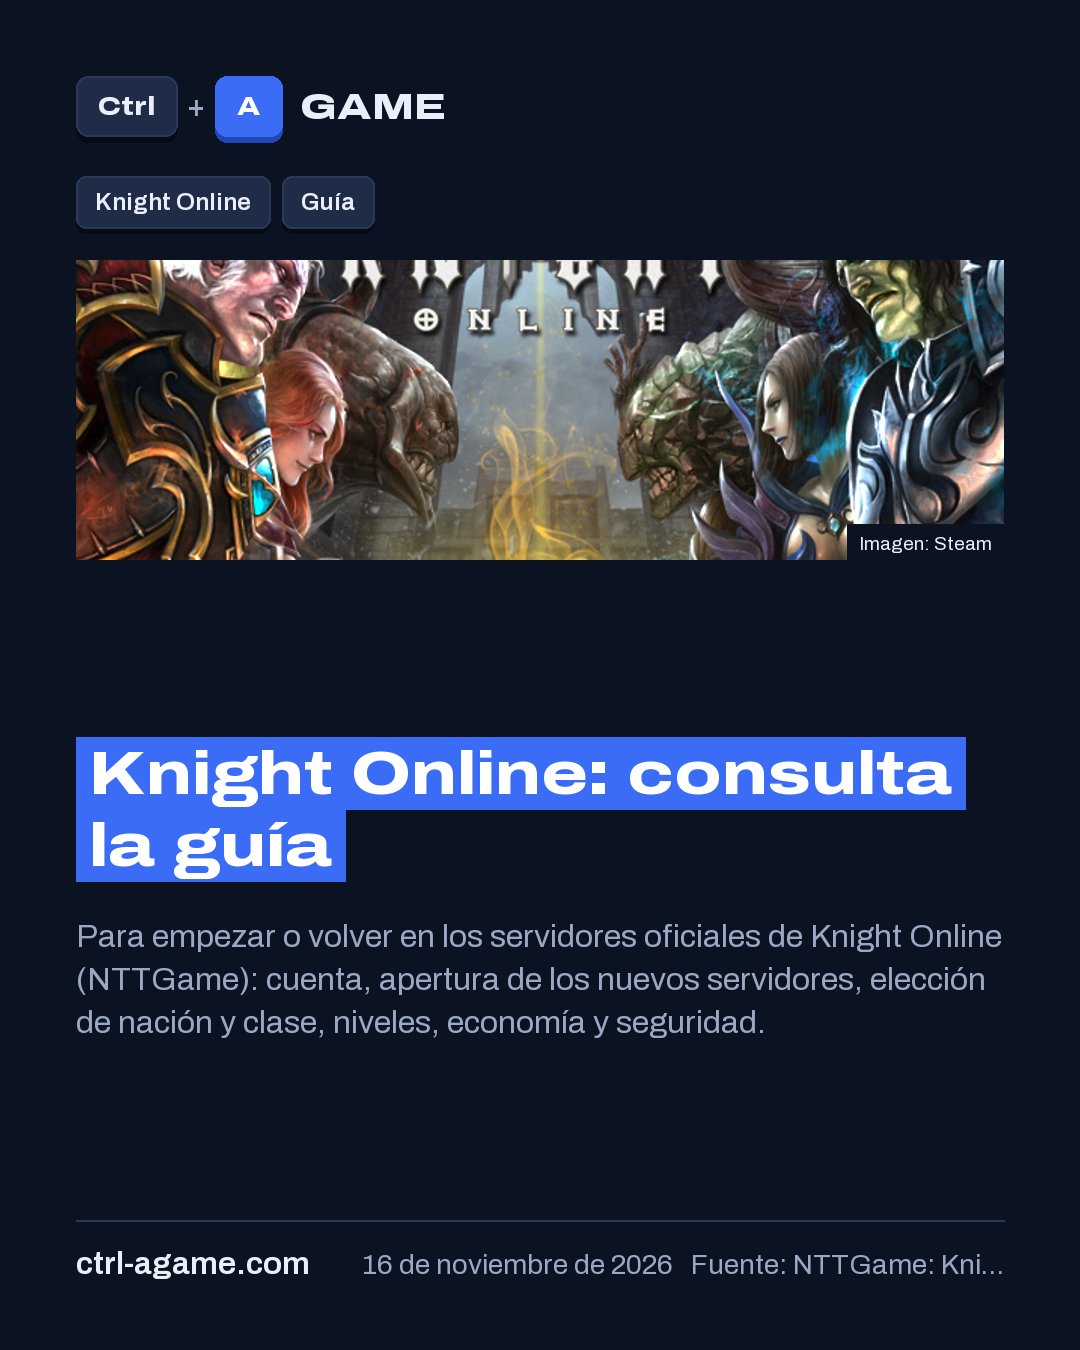 Ctrl + A GAME
Knight Online Guía
KNIGHT
ONLINE
Imagen: Steam
Knight Online: consulta
la guía
Para empezar o volver en los servidores oficiales de Knight Online
(NTTGame): cuenta, apertura de los nuevos servidores, elección
de nación y clase, niveles, economía y seguridad.
ctrl-agame.com 16 de noviembre de 2026 Fuente: NTTGame: Kni...